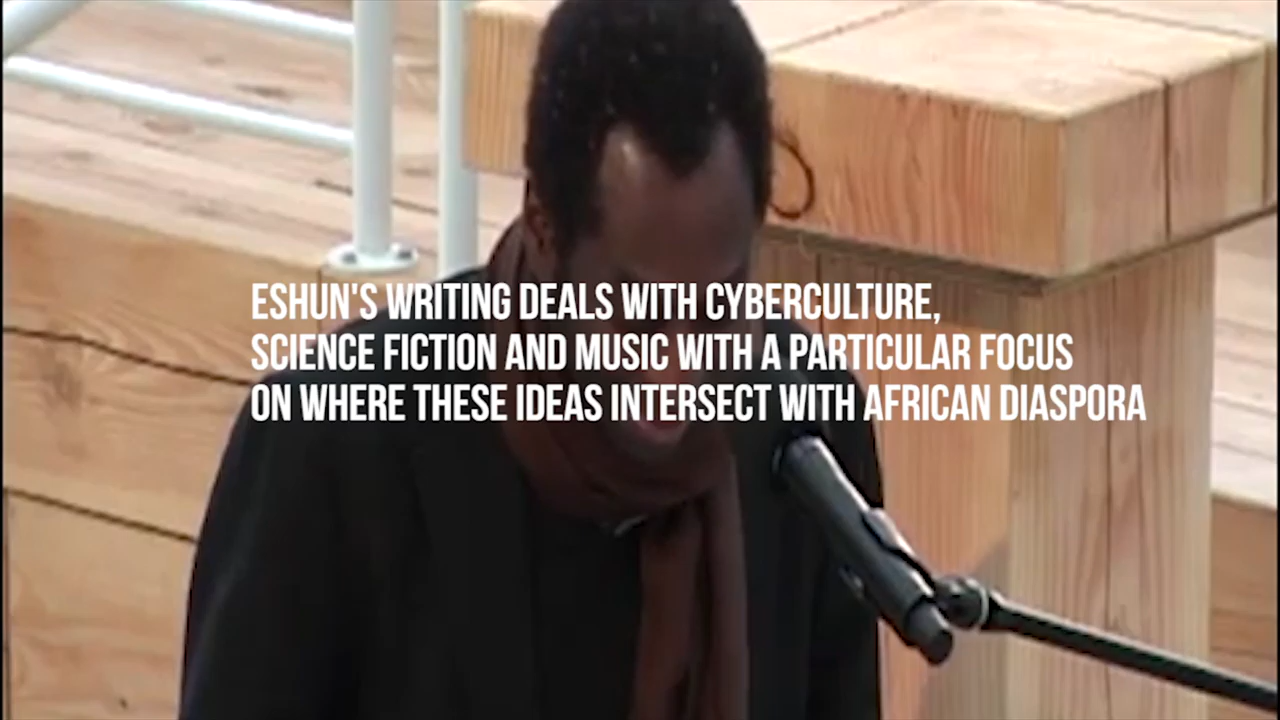 ESHUN'S WRITING DEALS WITH CYBERCULTURE,
SCIENCE FICTION AND MUSIC WITH A PARTICULAR FOCUS
ON WHERE THESE IDEAS INTERSECT WITH AFRICAN DIASPORA